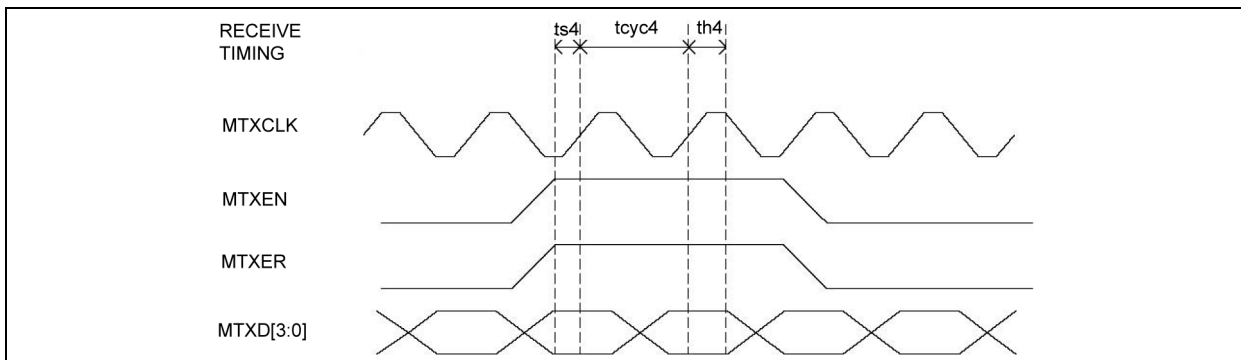 RECEIVE
TIMING
ts4 tcyc4 th4
MTXCLK
MTXEN
MTXER
MTXD[3:0]